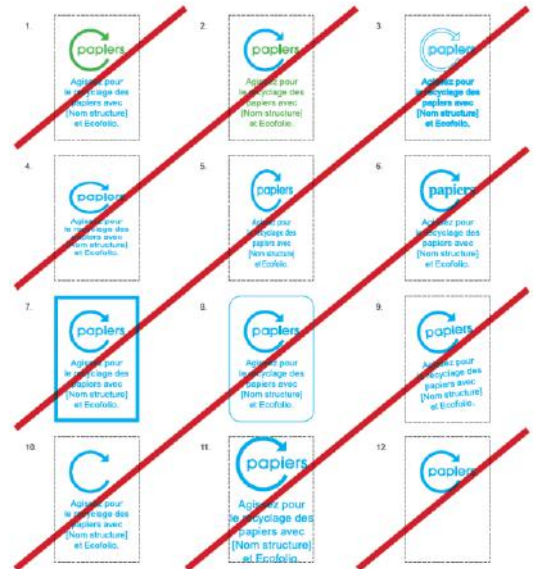 1.
papiers
Agissez pour
le recyclage des
papiers avec
[Nom structure]
et Ecofolio.
2.
papiers
Agissez pour
le recyclage des
papiers avec
[Nom structure]
et Ecofolio.
3.
papiers
Agissez pour
le recyclage des
papiers avec
[Nom structure]
et Ecofolio.
4.
papiers
Agissez pour
le recyclage des
papiers avec
[Nom structure]
et Ecofolio.
5.
papiers
Agissez pour
le recyclage des
papiers avec
[Nom structure]
et Ecofolio.
6.
papiers
Agissez pour
le recyclage des
papiers avec
[Nom structure]
et Ecofolio.
7.
papiers
Agissez pour
le recyclage des
papiers avec
[Nom structure]
et Ecofolio.
8.
papiers
Agissez pour
le recyclage des
papiers avec
[Nom structure]
et Ecofolio.
9.
papiers
Agissez pour
le recyclage des
papiers avec
[Nom structure]
et Ecofolio.
10.
Agissez pour
le recyclage des
papiers avec
[Nom structure]
et Ecofolio.
11.
papiers
Agissez pour
le recyclage des
papiers avec
[Nom structure]
et Ecofolio.
12.
papiers